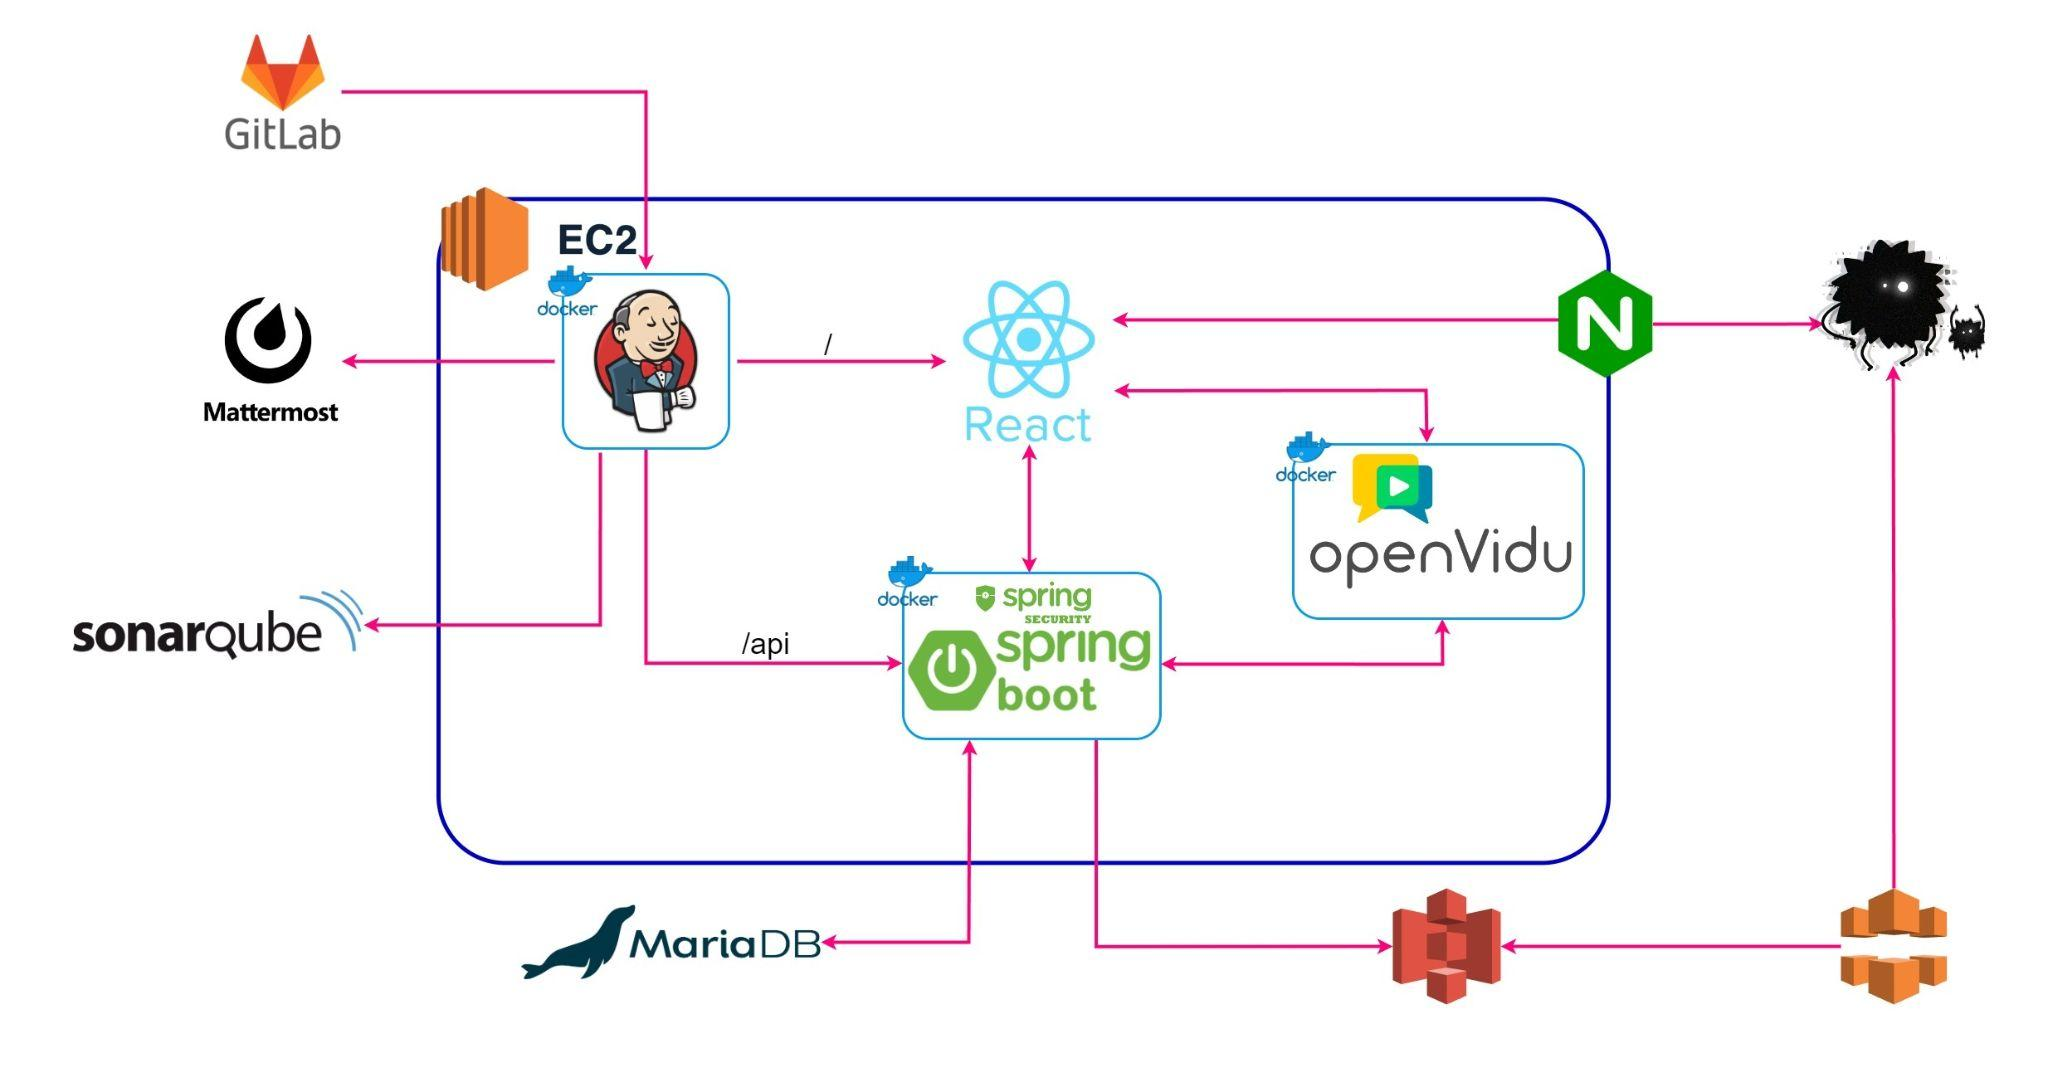 GitLab
EC2
docker
/
Mattermost
React
docker
openVidu
docker
spring
SECURITY
spring
boot
sonarqube
/api
MariaDB
N